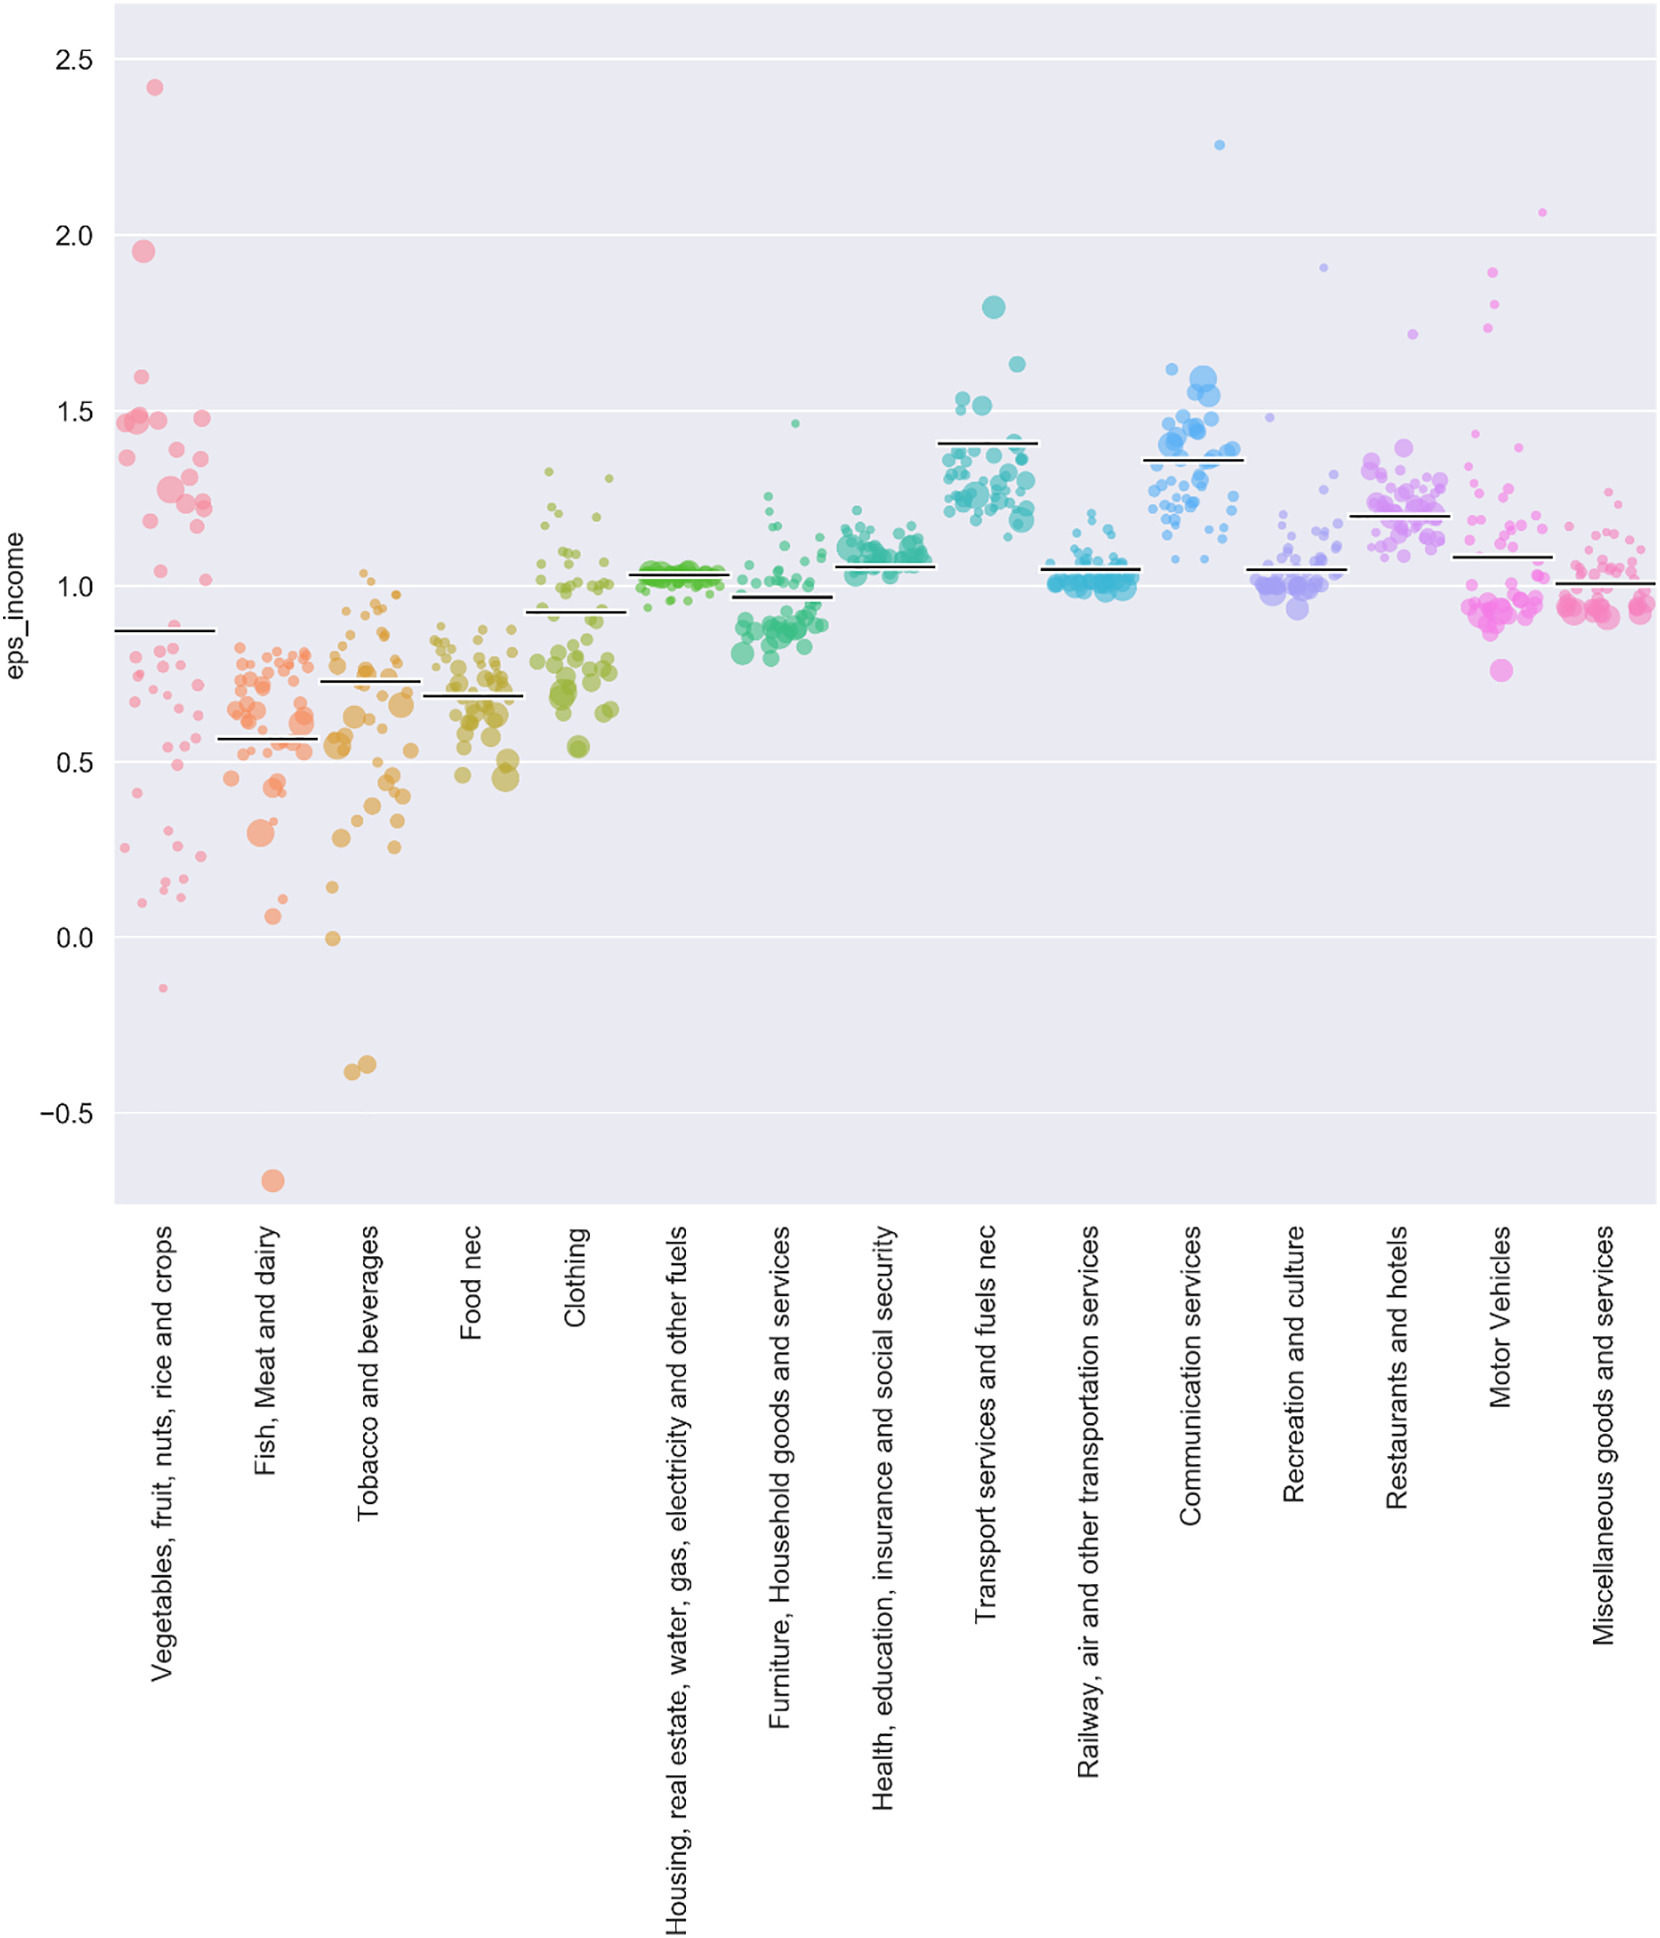 2.5
2.0
1.5
1.0
0.5
0.0
−0.5
eps_income
Vegetables, fruit, nuts, rice and crops
Fish, Meat and dairy
Tobacco and beverages
Food nec
Clothing
Housing, real estate, water, gas, electricity and other fuels
Furniture, Household goods and services
Health, education, insurance and social security
Transport services and fuels nec
Railway, air and other transportation services
Communication services
Recreation and culture
Restaurants and hotels
Motor Vehicles
Miscellaneous goods and services